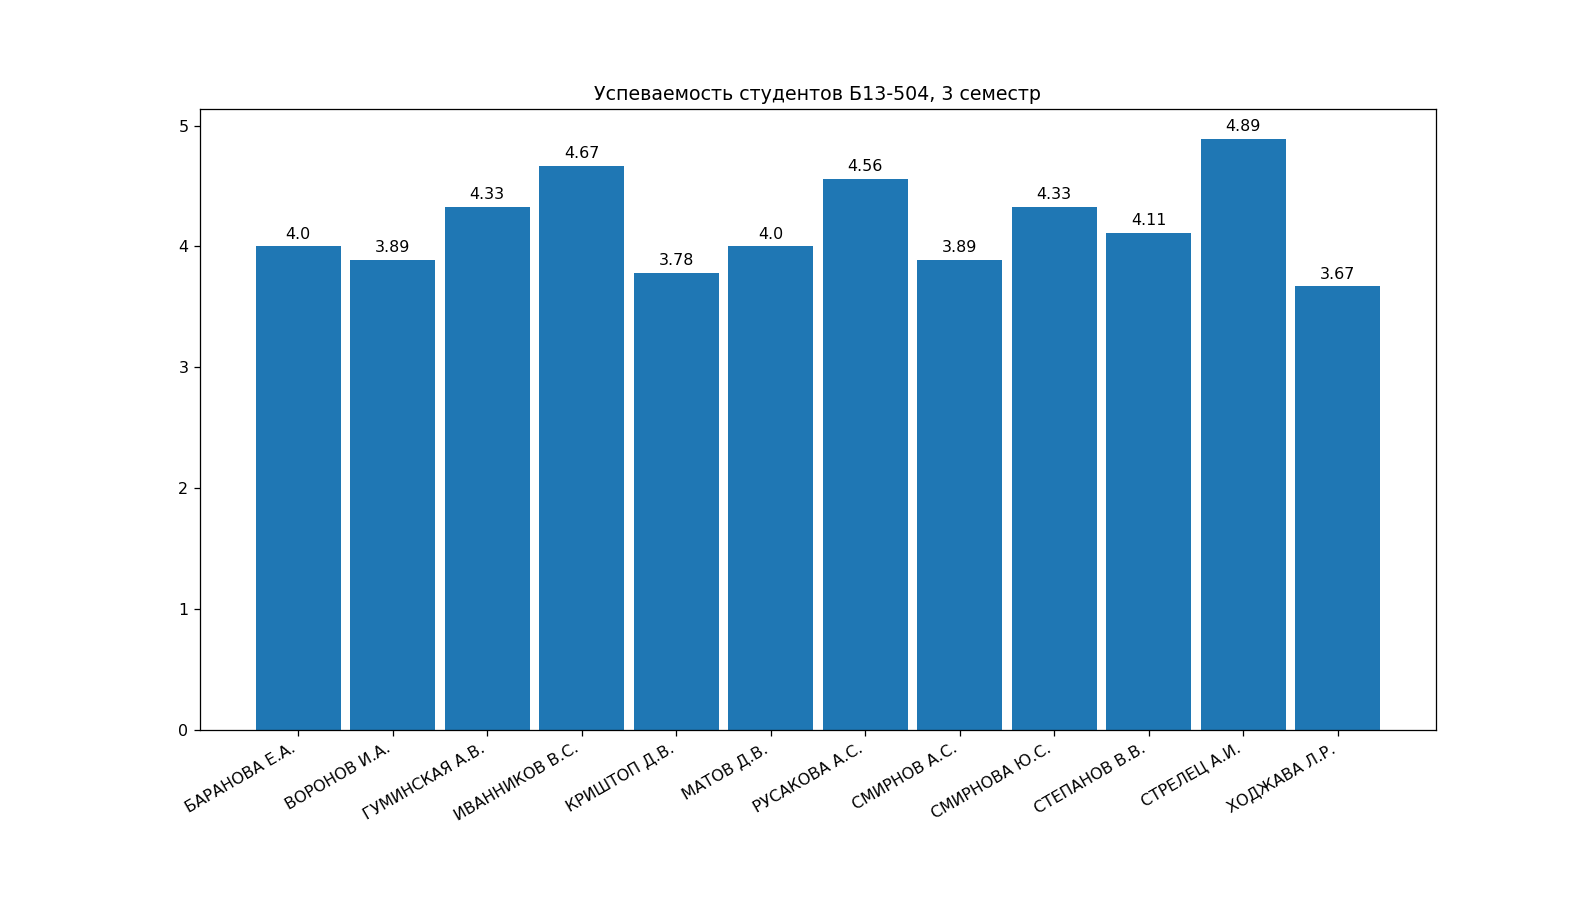 Успеваемость студентов Б13-504, 3 семестр
5
4
3
2
1
0
4.0
3.89
4.33
4.67
3.78
4.0
4.56
3.89
4.33
4.11
4.89
3.67
БАРАНОВА Е.А.
ВОРОНОВ И.А.
ГУМИНСКАЯ А.В.
ИВАННИКОВ В.С.
КРИШТОП Д.В.
МАТОВ Д.В.
РУСАКОВА А.С.
СМИРНОВ А.С.
СМИРНОВА Ю.С.
СТЕПАНОВ В.В.
СТРЕЛЕЦ А.И.
ХОДЖАВА Л.Р.